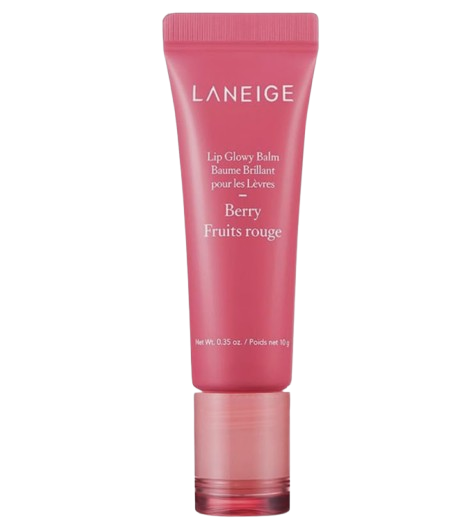 LANEIGE
Lip Glowy Balm
Baume Brillant
pour les Lèvres
Berry
Fruits rouge
Net Wt. 0.35 oz. / Poids net 10 g